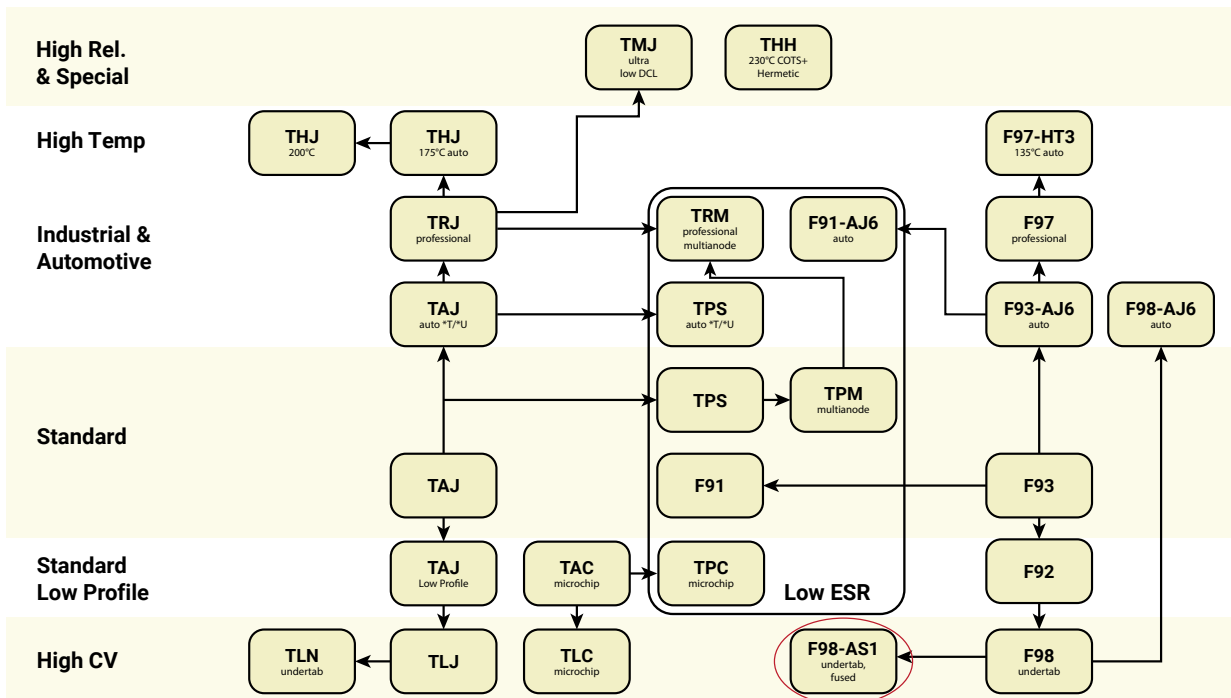 High Rel.
& Special
TMJ
ultra
low DCL
THH
230°C COTS+
Hermetic
High Temp
THJ
200°C
THJ
175°C auto
F97-HT3
135°C auto
Industrial &
Automotive
TRJ
professional
TRM
professional
multianode
F91-AJ6
auto
F97
professional
TAJ
auto *T/*U
TPS
auto *T/*U
F93-AJ6
auto
F98-AJ6
auto
Standard
TPS
TPM
multianode
TAJ
F91
F93
Standard
Low Profile
TAJ
Low Profile
TAC
microchip
TPC
microchip
Low ESR
F92
High CV
TLN
undertab
TLJ
TLC
microchip
F98-AS1
undertab,
fused
F98
undertab